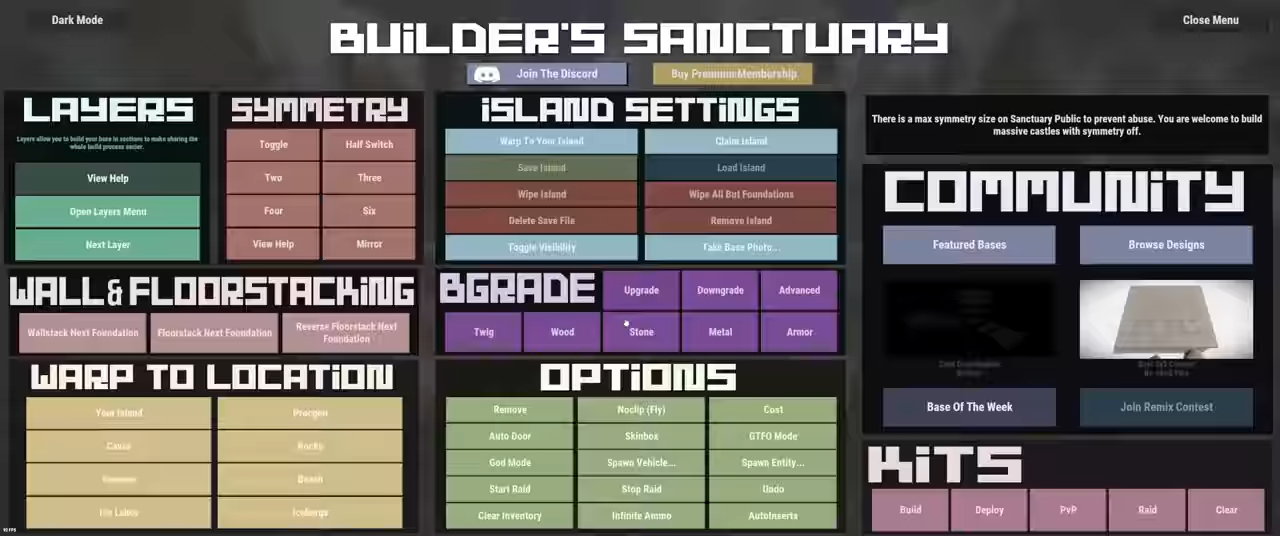 Dark Mode
BUILDER'S SANCTUARY
Close Menu
Join The Discord
Buy Premium Membership
LAYERS
Layers allow you to build your base in sections to make sharing the
whole build process easier.
View Help
Open Layers Menu
Next Layer
SYMMETRY
Toggle
Half Switch
Two
Three
Four
Six
View Help
Mirror
ISLAND SETTINGS
Warp To Your Island
Claim Island
Save Island
Load Island
Wipe Island
Wipe All But Foundations
Delete Save File
Remove Island
Toggle Visibility
Take Base Photo...
There is a max symmetry size on Sanctuary Public to prevent abuse. You are welcome to build
massive castles with symmetry off.
COMMUNITY
Featured Bases
Browse Designs
Base Of The Week
Join Remix Contest
WALL & FLOORSTACKING
Wallstack Next Foundation
Floorstack Next Foundation
Reverse Floorstack Next
Foundation
BGRADE
Upgrade
Downgrade
Advanced
Twig
Wood
Stone
Metal
Armor
WARP TO LOCATION
Your Island
Procgen
Caves
Rocks
Beach
Ice Lakes
Icebergs
OPTIONS
Remove
Noclip (Fly)
Cost
Auto Door
Skinbox
GTFO Mode
God Mode
Spawn Vehicle...
Spawn Entity...
Start Raid
Stop Raid
Undo
Clear Inventory
Infinite Ammo
AutoInserts
KITS
Build
Deploy
PvP
Raid
Clear